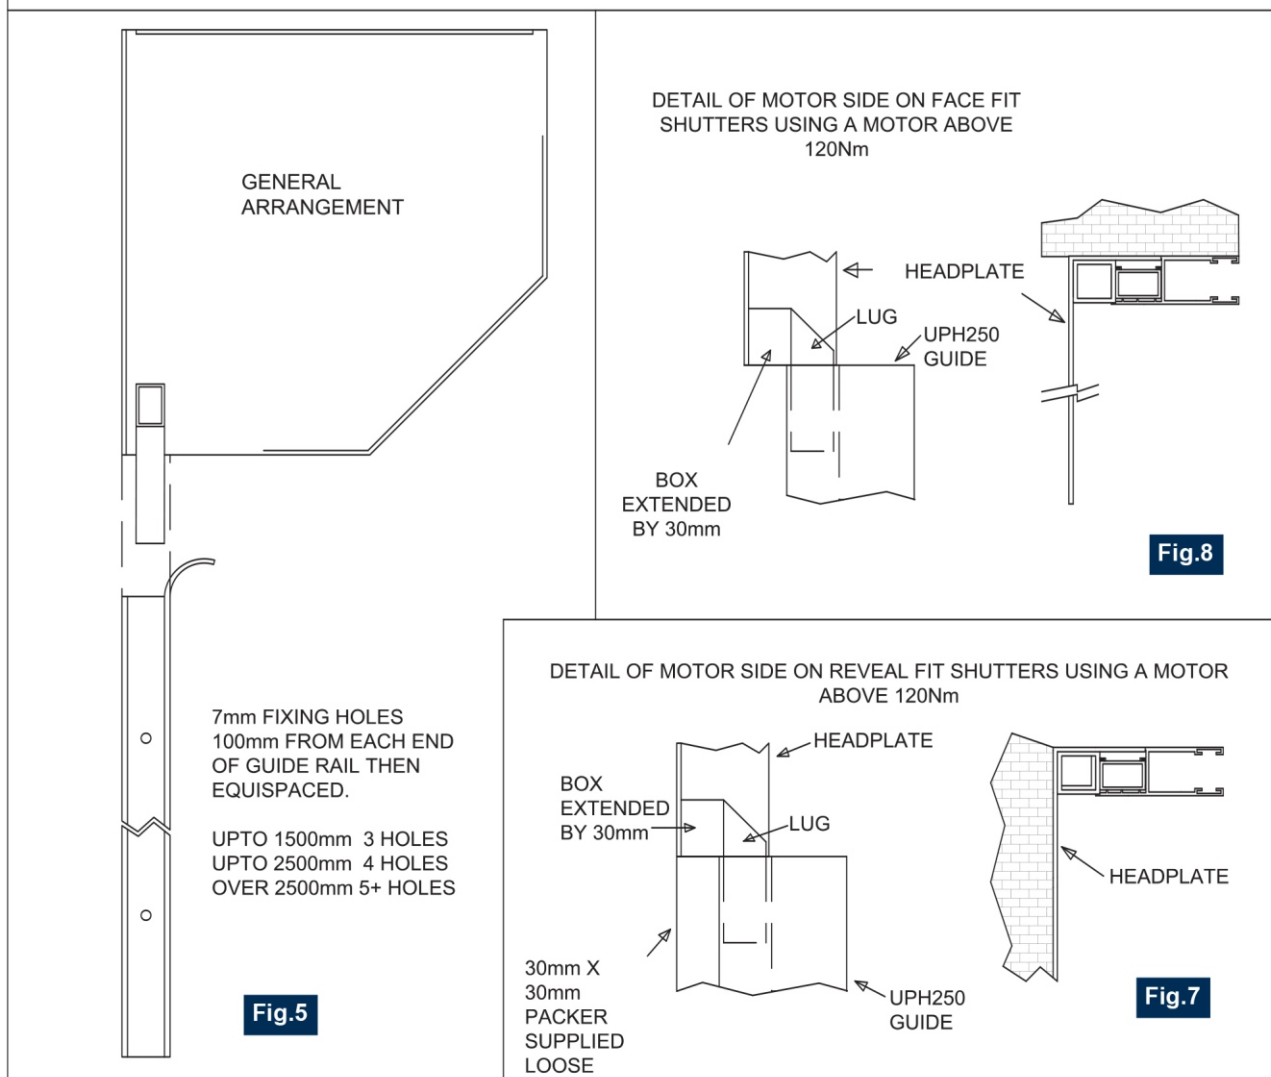 GENERAL
ARRANGEMENT
7mm FIXING HOLES
100mm FROM EACH END
OF GUIDE RAIL THEN
EQUISPACED.
UPTO 1500mm 3 HOLES
UPTO 2500mm 4 HOLES
OVER 2500mm 5+ HOLES
Fig.5
DETAIL OF MOTOR SIDE ON FACE FIT
SHUTTERS USING A MOTOR ABOVE
120Nm
HEADPLATE
LUG
UPH250
GUIDE
BOX
EXTENDED
BY 30mm
Fig.8
DETAIL OF MOTOR SIDE ON REVEAL FIT SHUTTERS USING A MOTOR
ABOVE 120Nm
HEADPLATE
BOX
EXTENDED
BY 30mm
LUG
HEADPLATE
30mm X
30mm
PACKER
SUPPLIED
LOOSE
UPH250
GUIDE
Fig.7